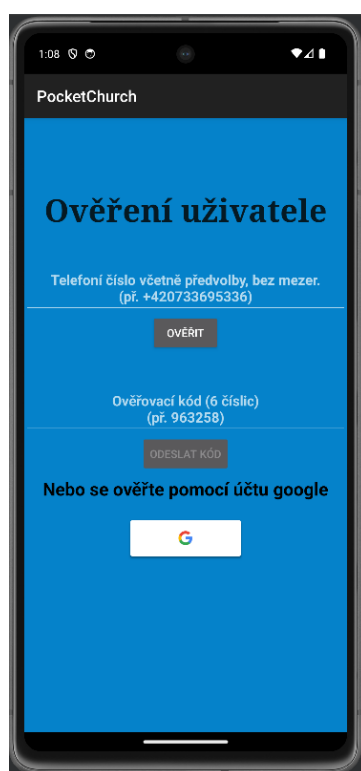 1:08
PocketChurch
Ověření uživatele
Telefoní číslo včetně předvolby, bez mezer.
(př. +420733695336)
OVĚŘIT
Ověřovací kód (6 číslic)
(př. 963258)
ODESLAT KÓD
Nebo se ověřte pomocí účtu google
G